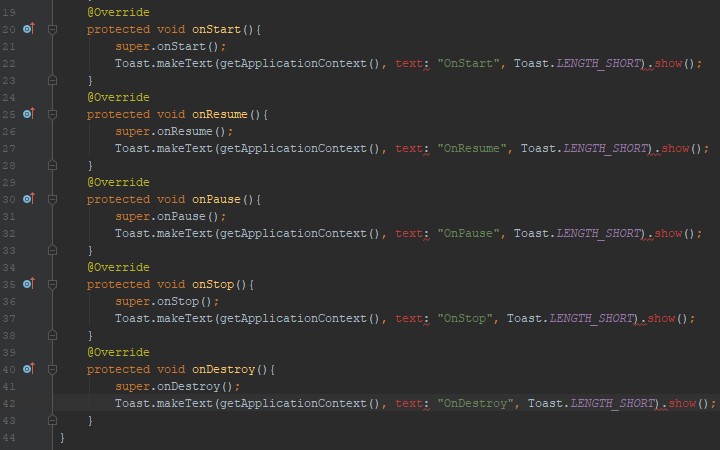 19 @Override
20 protected void onStart(){
21 super.onStart();
22 Toast.makeText(getApplicationContext(), text: "OnStart", Toast.LENGTH_SHORT).show();
23 }
24 @Override
25 protected void onResume(){
26 super.onResume();
27 Toast.makeText(getApplicationContext(), text: "OnResume", Toast.LENGTH_SHORT).show();
28 }
29 @Override
30 protected void onPause(){
31 super.onPause();
32 Toast.makeText(getApplicationContext(), text: "OnPause", Toast.LENGTH_SHORT).show();
33 }
34 @Override
35 protected void onStop(){
36 super.onStop();
37 Toast.makeText(getApplicationContext(), text: "OnStop", Toast.LENGTH_SHORT).show();
38 }
39 @Override
40 protected void onDestroy(){
41 super.onDestroy();
42 Toast.makeText(getApplicationContext(), text: "OnDestroy", Toast.LENGTH_SHORT).show();
43 }
44 }